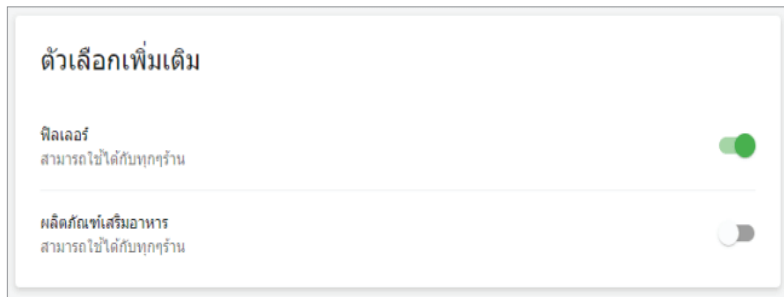 ตัวเลือกเพิ่มเติม
ฟิลเลอร์
สามารถใช้ได้กับทุกๆร้าน
ผลิตภัณฑ์เสริมอาหาร
สามารถใช้ได้กับทุกๆร้าน